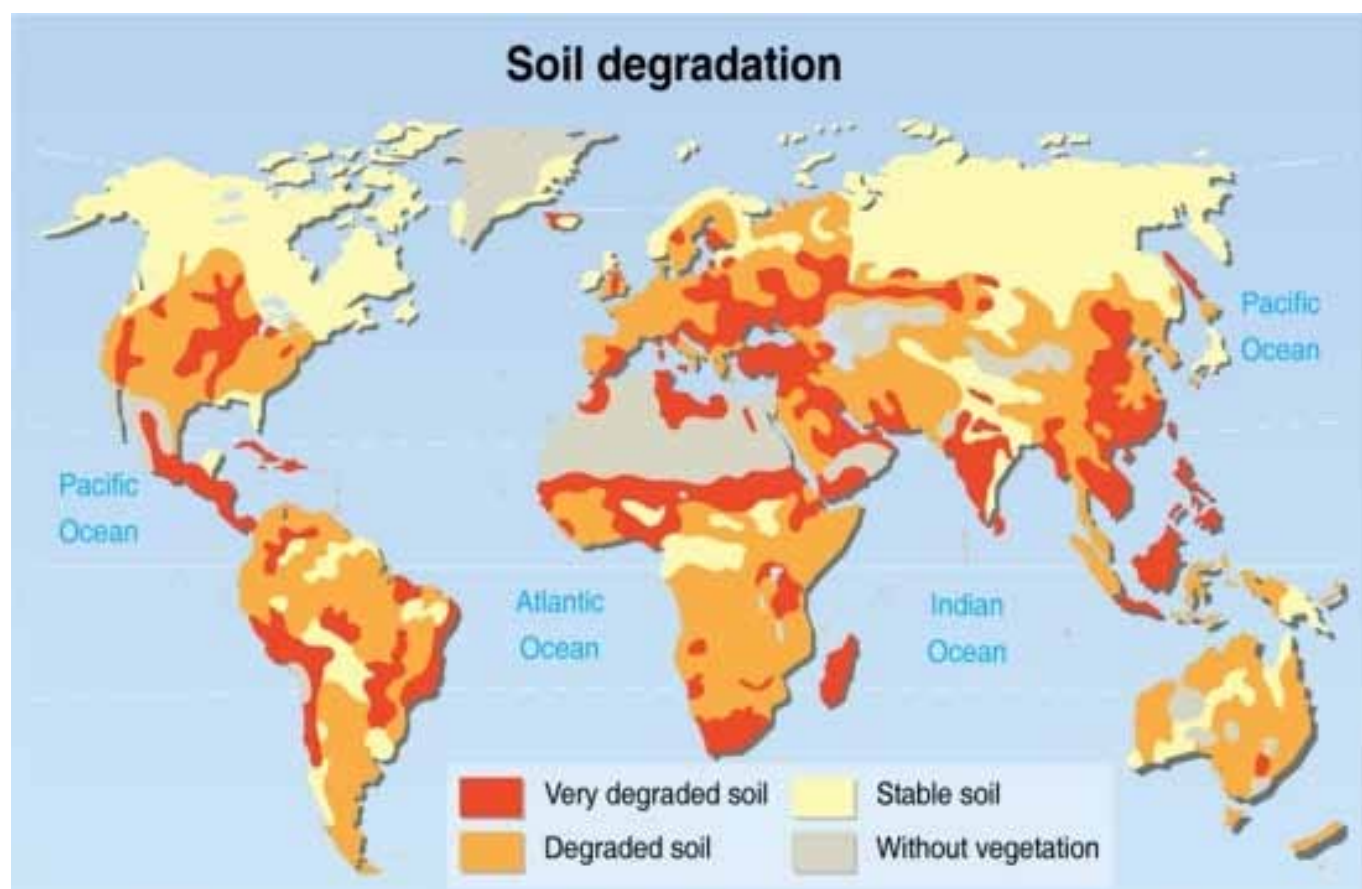 Soil degradation
Pacific
Ocean
Pacific
Ocean
Atlantic
Ocean
Indian
Ocean
Very degraded soil
Stable soil
Degraded soil
Without vegetation